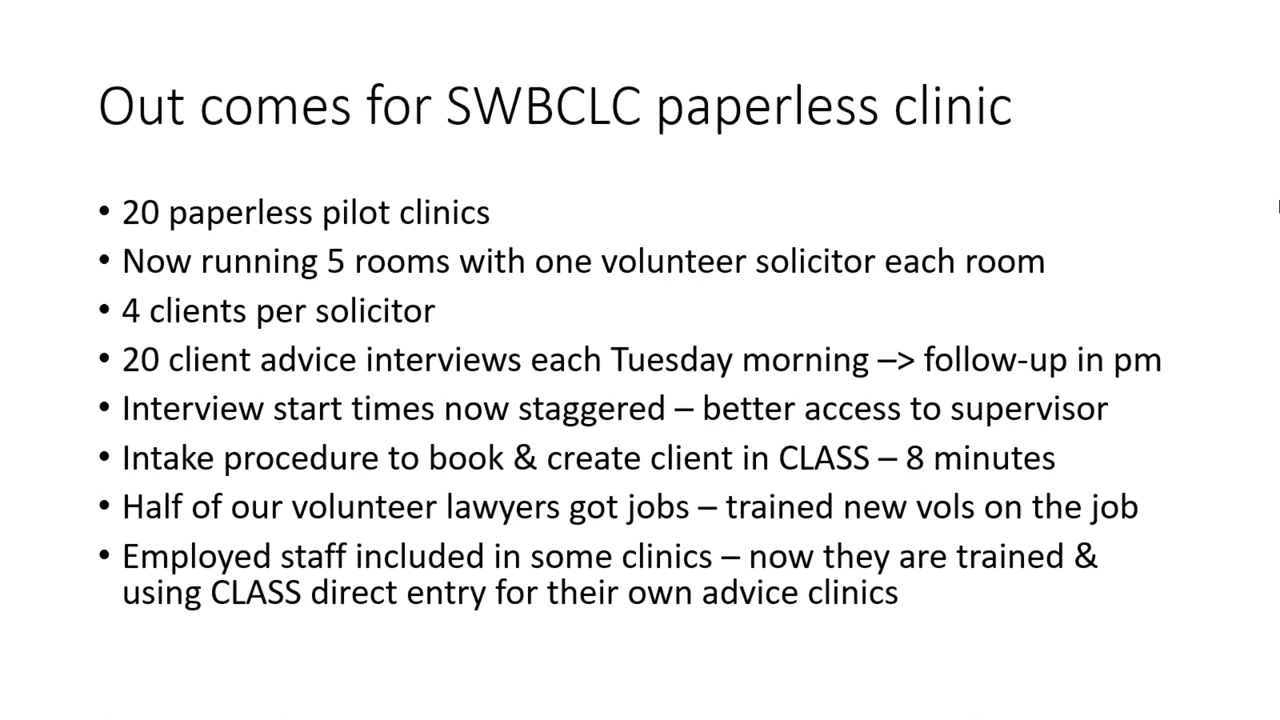 Out comes for SWBCLC paperless clinic
• 20 paperless pilot clinics
• Now running 5 rooms with one volunteer solicitor each room
• 4 clients per solicitor
• 20 client advice interviews each Tuesday morning –> follow-up in pm
• Interview start times now staggered – better access to supervisor
• Intake procedure to book & create client in CLASS – 8 minutes
• Half of our volunteer lawyers got jobs – trained new vols on the job
• Employed staff included in some clinics – now they are trained &
using CLASS direct entry for their own advice clinics